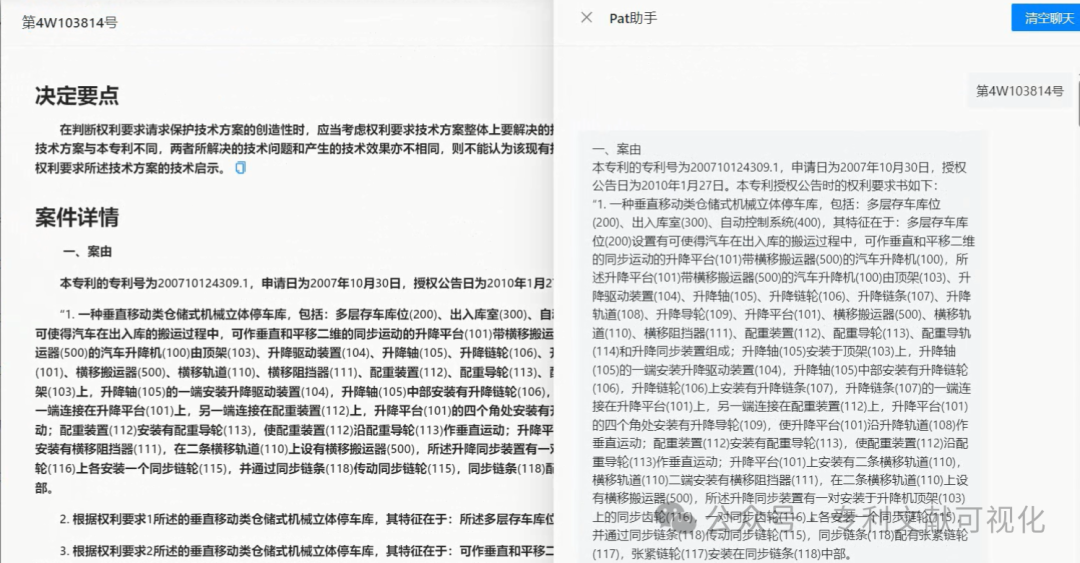 第4W103814号
决定要点
在判断权利要求请求保护技术方案的创造性时，应当考虑权利要求技术方案整体上要解决的
技术方案与本专利不同，两者所解决的技术问题和产生的技术效果亦不相同，则不能认为该现有
权利要求所述技术方案的技术启示。
案件详情
一、案由
本专利的专利号为200710124309.1，申请日为2007年10月30日，授权公告日为2010年1月27
“1. 一种垂直移动类仓储式机械立体停车库，包括：多层存车库位(200)、出入库室(300)、自
可使得汽车在出入库的搬运过程中，可作垂直和平移二维的同步运动的升降平台(101)带横移搬运
运器(500)的汽车升降机(100)由顶架(103)、升降驱动装置(104)、升降轴(105)、升降链轮(106)、
(101)、横移搬运器(500)、横移轨道(110)、横移阻挡器(111)、配重装置(112)、配重导轮(113)、
架(103)上，升降轴(105)的一端安装升降驱动装置(104)，升降轴(105)中部安装有升降链轮(106)，
一端连接在升降平台(101)上，另一端连接在配重装置(112)上，升降平台(101)的四个角处安装有
动；配重装置(112)安装有配重导轮(113)，使配重装置(112)沿配重导轮(113)作垂直运动；升降平
安装有横移阻挡器(111)，在二条横移轨道(110)上设有横移搬运器(500)，所述升降同步装置有一对
轮(116)上各安装一个同步链轮(115)，并通过同步链条(118)传动同步链轮(115)，同步链条(118)配
部。
2. 根据权利要求1所述的垂直移动类仓储式机械立体停车库，其特征在于：所述多层存车库位
3. 根据权利要求2所述的垂直移动类仓储式机械立体停车库，其特征在于：可作垂直和平移二
Pat助手
清空聊天
第4W103814号
一、案由
本专利的专利号为200710124309.1，申请日为2007年10月30日，授权
公告日为2010年1月27日。本专利授权公告时的权利要求书如下：
“1. 一种垂直移动类仓储式机械立体停车库，包括：多层存车库位
(200)、出入库室(300)、自动控制系统(400)，其特征在于：多层存车库
位(200)设置有可使得汽车在出入库的搬运过程中，可作垂直和平移二维
的同步运动的升降平台(101)带横移搬运器(500)的汽车升降机(100)，所
述升降平台(101)带横移搬运器(500)的汽车升降机(100)由顶架(103)、升
降驱动装置(104)、升降轴(105)、升降链轮(106)、升降链条(107)、升降
轨道(108)、升降导轮(109)、升降平台(101)、横移搬运器(500)、横移轨
道(110)、横移阻挡器(111)、配重装置(112)、配重导轮(113)、配重导轨
(114)和升降同步装置组成；升降轴(105)安装于顶架(103)上，升降轴
(105)的一端安装升降驱动装置(104)，升降轴(105)中部安装有升降链轮
(106)，升降链轮(106)上安装有升降链条(107)，升降链条(107)的一端连
接在升降平台(101)上，另一端连接在配重装置(112)上，升降平台(101)
的四个角处安装有升降导轮(109)，使升降平台(101)沿升降轨道(108)作
垂直运动；配重装置(112)安装有配重导轮(113)，使配重装置(112)沿配
重导轮(113)作垂直运动；升降平台(101)上安装有二条横移轨道(110)，
横移轨道(110)二端安装有横移阻挡器(111)，在二条横移轨道(110)上设
有横移搬运器(500)，所述升降同步装置有一对安装于升降机顶架(103)
上的同步齿轮(116)，一对同步齿轮(116)上各安装一个同步链轮(115)，
并通过同步链条(118)传动同步链轮(115)，同步链条(118)配有张紧链轮
(117)，张紧链轮(117)安装在同步链条(118)中部。
公众号·专利文献可视化